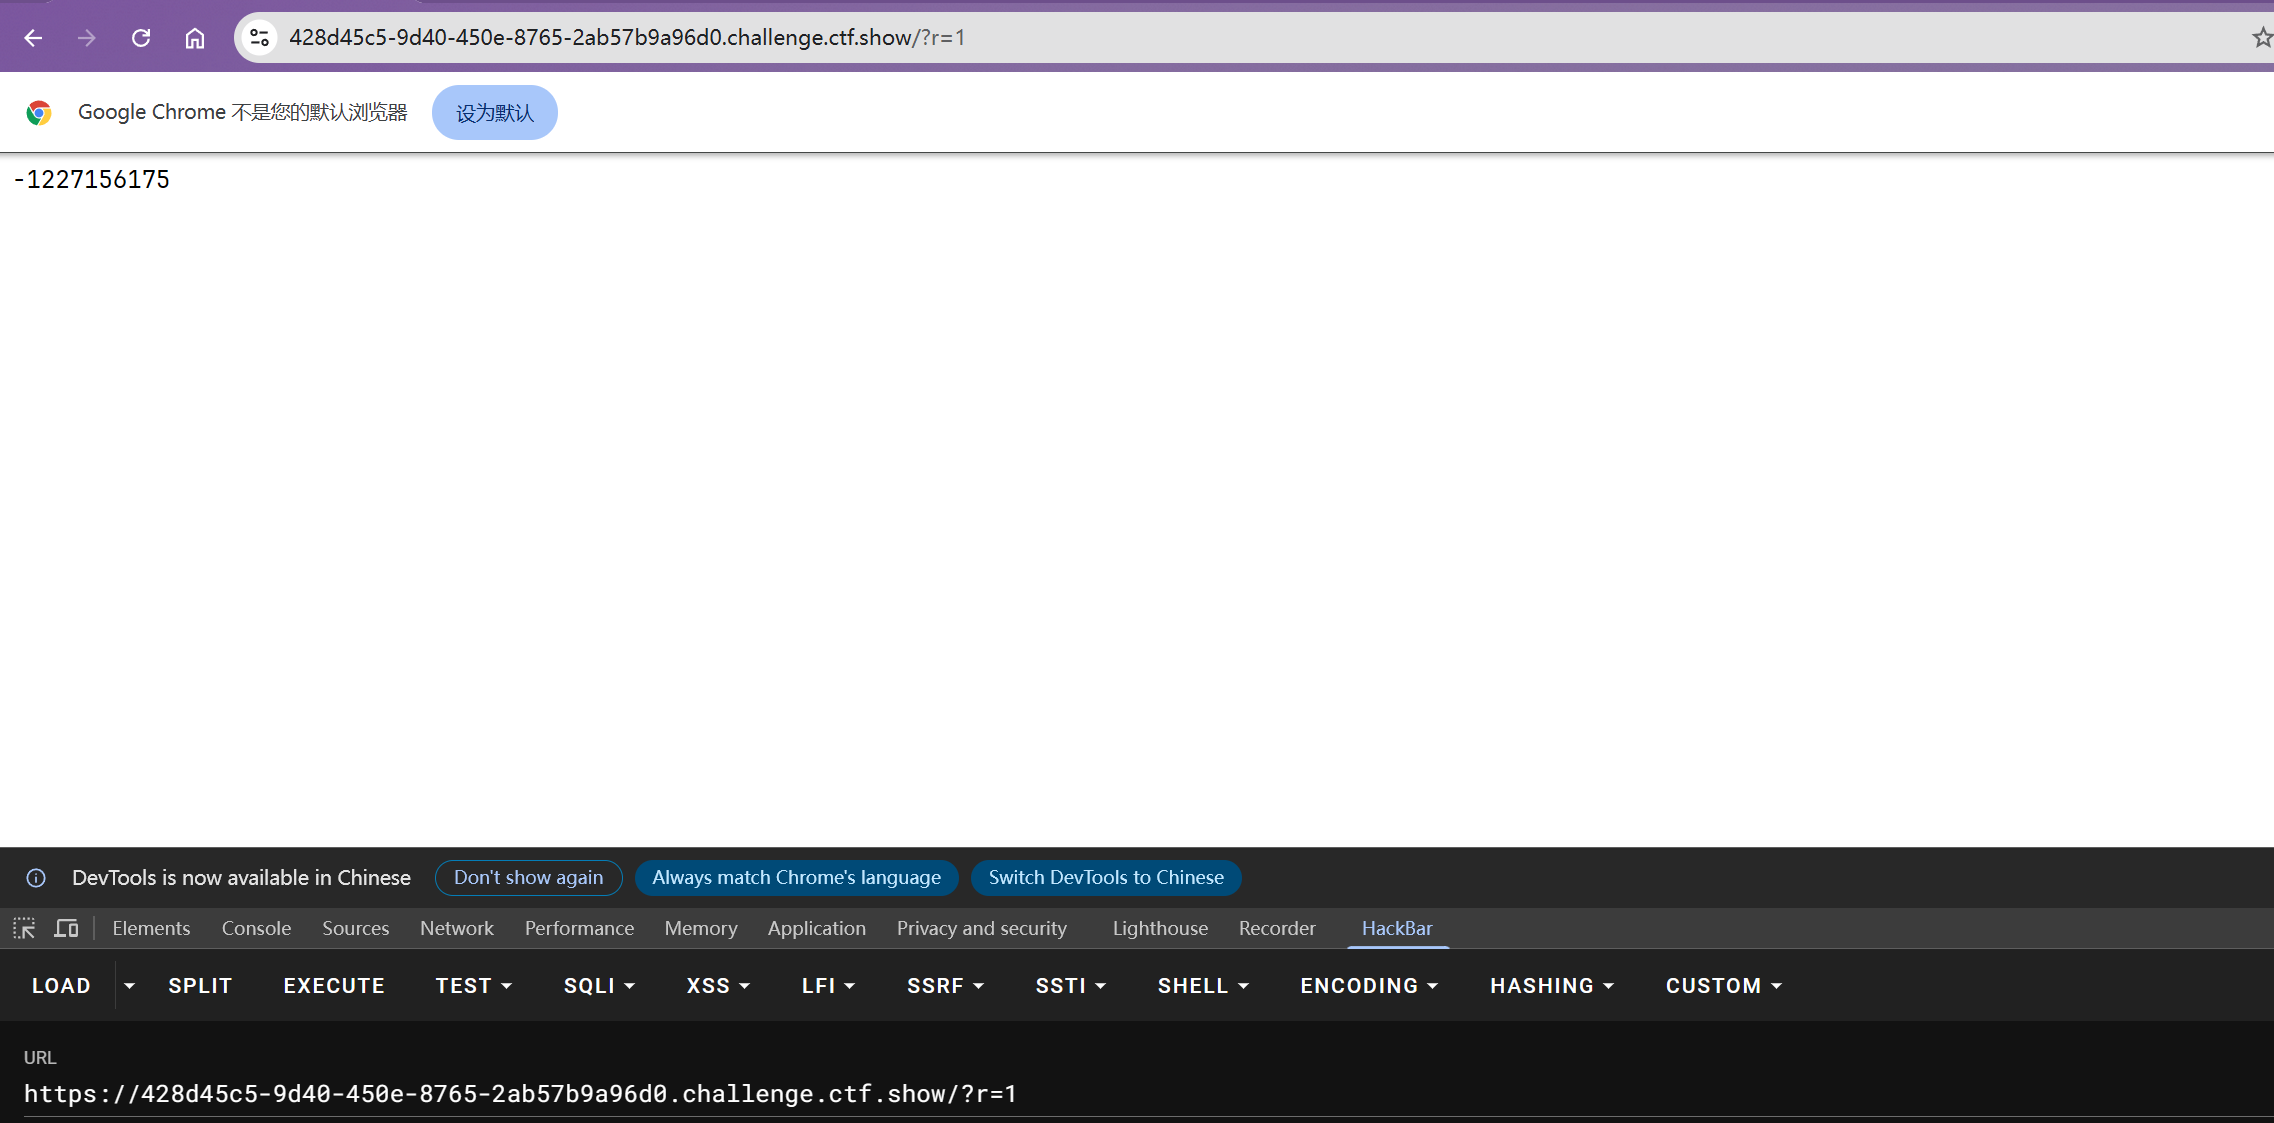 428d45c5-9d40-450e-8765-2ab57b9a96d0.challenge.ctf.show/?r=1
Google Chrome 不是您的默认浏览器 设为默认
-1227156175
DevTools is now available in Chinese Don't show again Always match Chrome's language Switch DevTools to Chinese
Elements Console Sources Network Performance Memory Application Privacy and security Lighthouse Recorder HackBar
LOAD SPLIT EXECUTE TEST SQLI XSS LFI SSRF SSTI SHELL ENCODING HASHING CUSTOM
URL
https://428d45c5-9d40-450e-8765-2ab57b9a96d0.challenge.ctf.show/?r=1